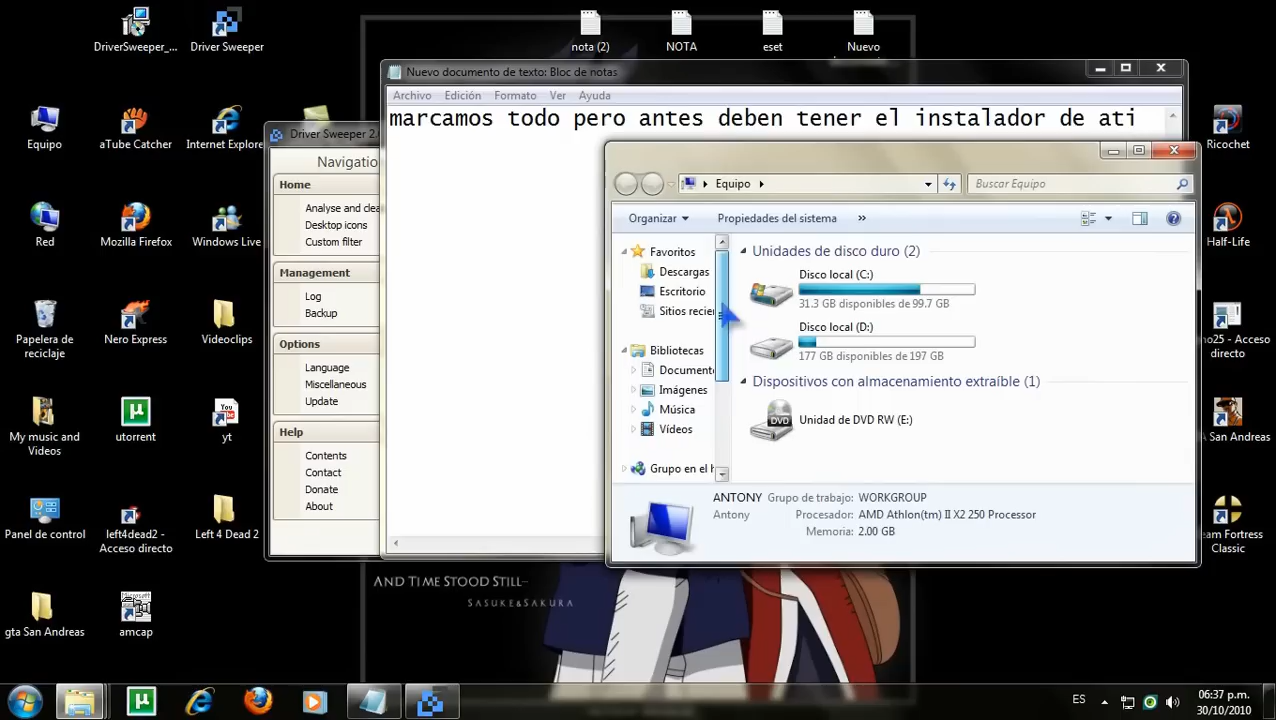 DriverSweeper_...
Driver Sweeper
nota (2)
NOTA
eset
Nuevo
Equipo
aTube Catcher
Internet Explore
Red
Mozilla Firefox
Windows Live
Papelera de
reciclaje
Nero Express
Videoclips
My music and
Videos
utorrent
yt
Panel de control
left4dead2 -
Acceso directo
Left 4 Dead 2
gta San Andreas
amcap
Driver Sweeper 2.
Navigatio
Home
Analyse and clea
Desktop icons
Custom filter
Management
Log
Backup
Options
Language
Miscellaneous
Update
Help
Contents
Contact
Donate
About
Nuevo documento de texto: Bloc de notas
Archivo Edición Formato Ver Ayuda
marcamos todo pero antes deben tener el instalador de ati
Equipo
Buscar Equipo
Organizar
Propiedades del sistema
»
Favoritos
Descargas
Escritorio
Sitios recien
Bibliotecas
Documento
Imágenes
Música
Vídeos
Grupo en el h
Unidades de disco duro (2)
Disco local (C:)
31.3 GB disponibles de 99.7 GB
Disco local (D:)
177 GB disponibles de 197 GB
Dispositivos con almacenamiento extraíble (1)
DVD
Unidad de DVD RW (E:)
ANTONY Grupo de trabajo: WORKGROUP
Antony Procesador: AMD Athlon(tm) II X2 250 Processor
Memoria: 2.00 GB
Ricochet
Half-Life
no25 - Acceso
directo
A San Andreas
eam Fortress
Classic
AND TIME STOOD STILL...
SASUKE&SAKURA
ES
06:37 p.m.
30/10/2010